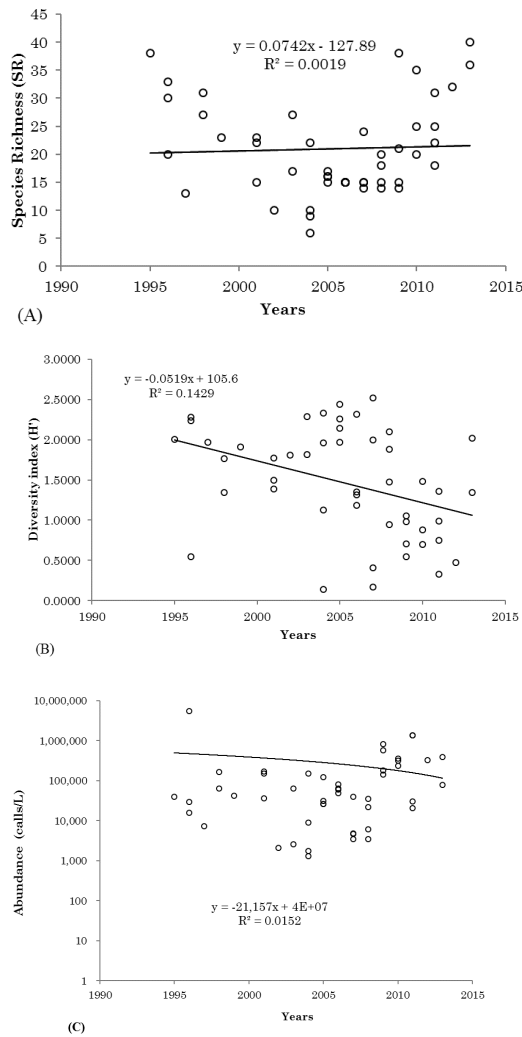 45
40
35
30
25
20
15
10
5
0
Species Richness (SR)
y = 0.0742x - 127.89
R² = 0.0019
1990 1995 2000 2005 2010 2015
Years
(A)
3.0000
2.5000
2.0000
1.5000
1.0000
0.5000
0.0000
Diversity index (H')
y = -0.0519x + 105.6
R² = 0.1429
1990 1995 2000 2005 2010 2015
Years
(B)
10,000,000
1,000,000
100,000
10,000
1,000
100
10
1
Abundance (calls/L)
y = -21,157x + 4E+07
R² = 0.0152
1990 1995 2000 2005 2010 2015
Years
(C)